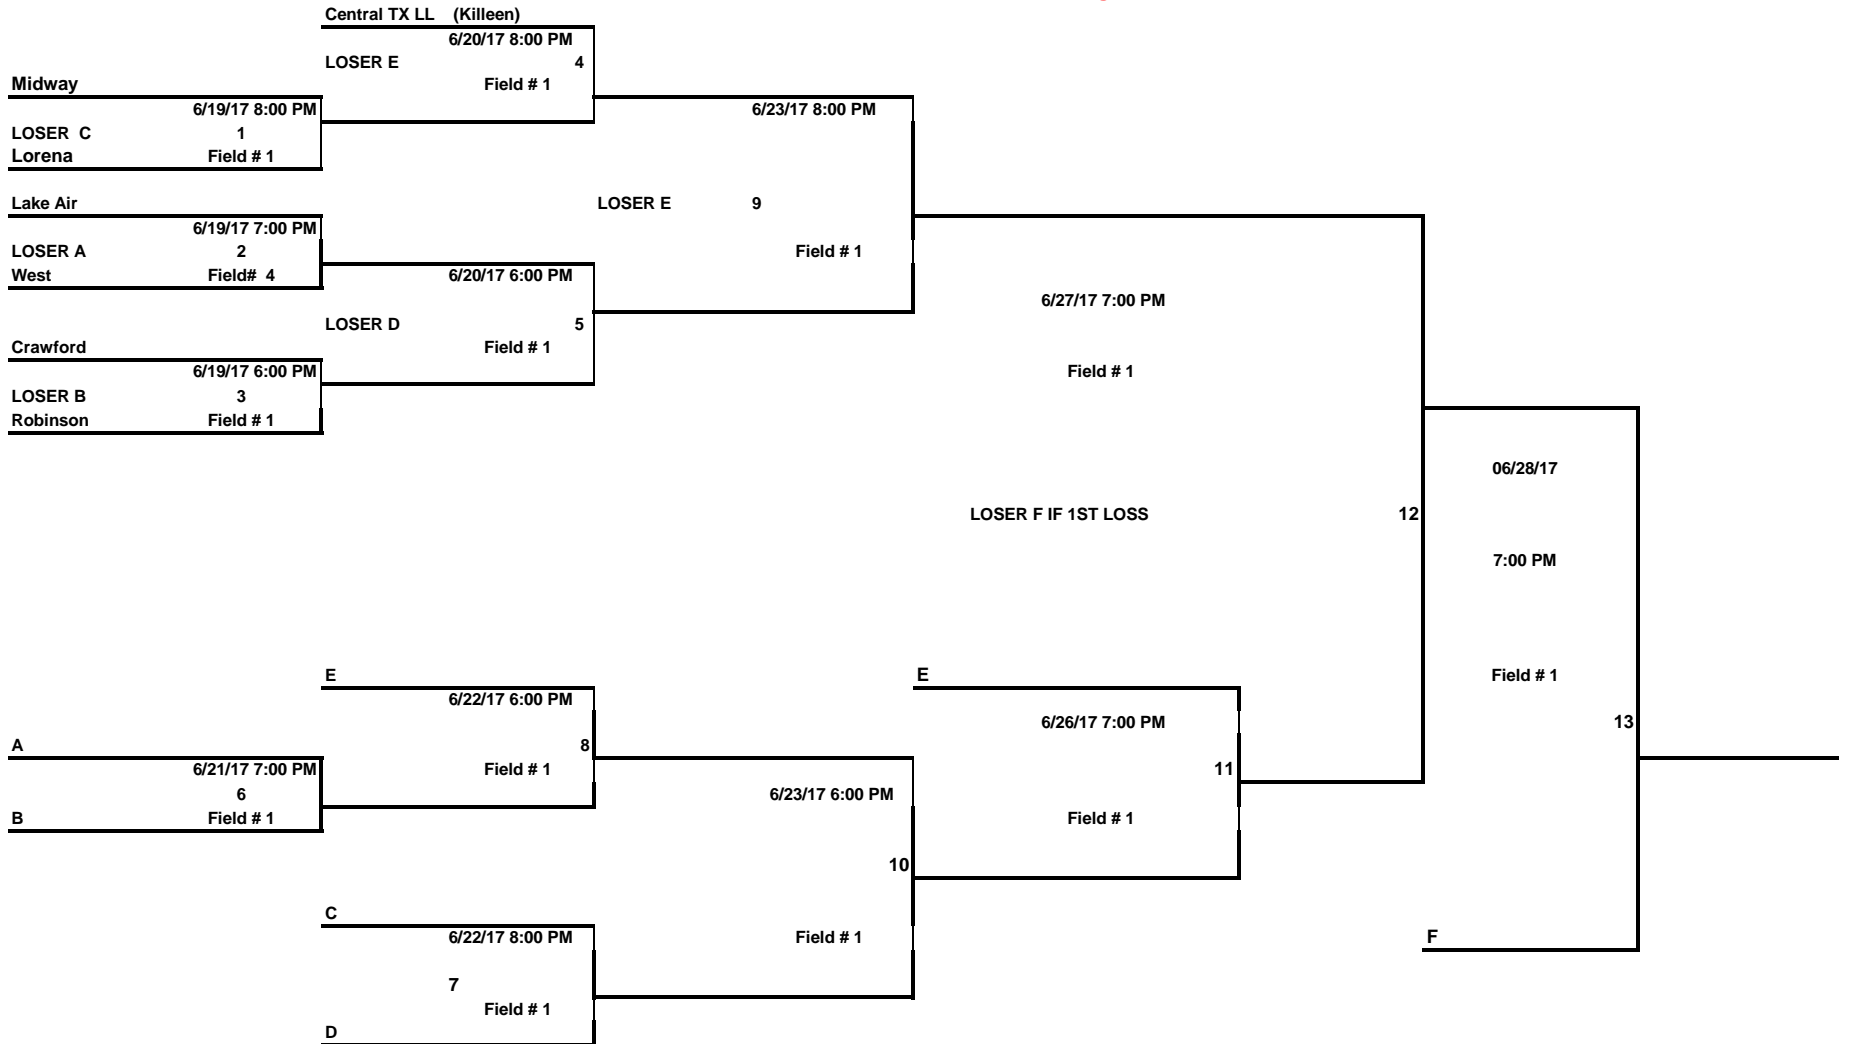 Central TX LL (Killeen)
6/20/17 8:00 PM
LOSER E 4
Midway Field # 1
6/19/17 8:00 PM 6/23/17 8:00 PM
LOSER C 1
Lorena Field # 1
Lake Air LOSER E 9
6/19/17 7:00 PM
LOSER A 2 Field # 1
West Field# 4 6/20/17 6:00 PM
6/27/17 7:00 PM
LOSER D 5
Crawford Field # 1
6/19/17 6:00 PM Field # 1
LOSER B 3
Robinson Field # 1
06/28/17
LOSER F IF 1ST LOSS 12
7:00 PM
E E Field # 1
6/22/17 6:00 PM
6/26/17 7:00 PM 13
A 8
6/21/17 7:00 PM Field # 1 11
6 6/23/17 6:00 PM
B Field # 1 Field # 1
10
C
6/22/17 8:00 PM Field # 1 F
7
Field # 1
D